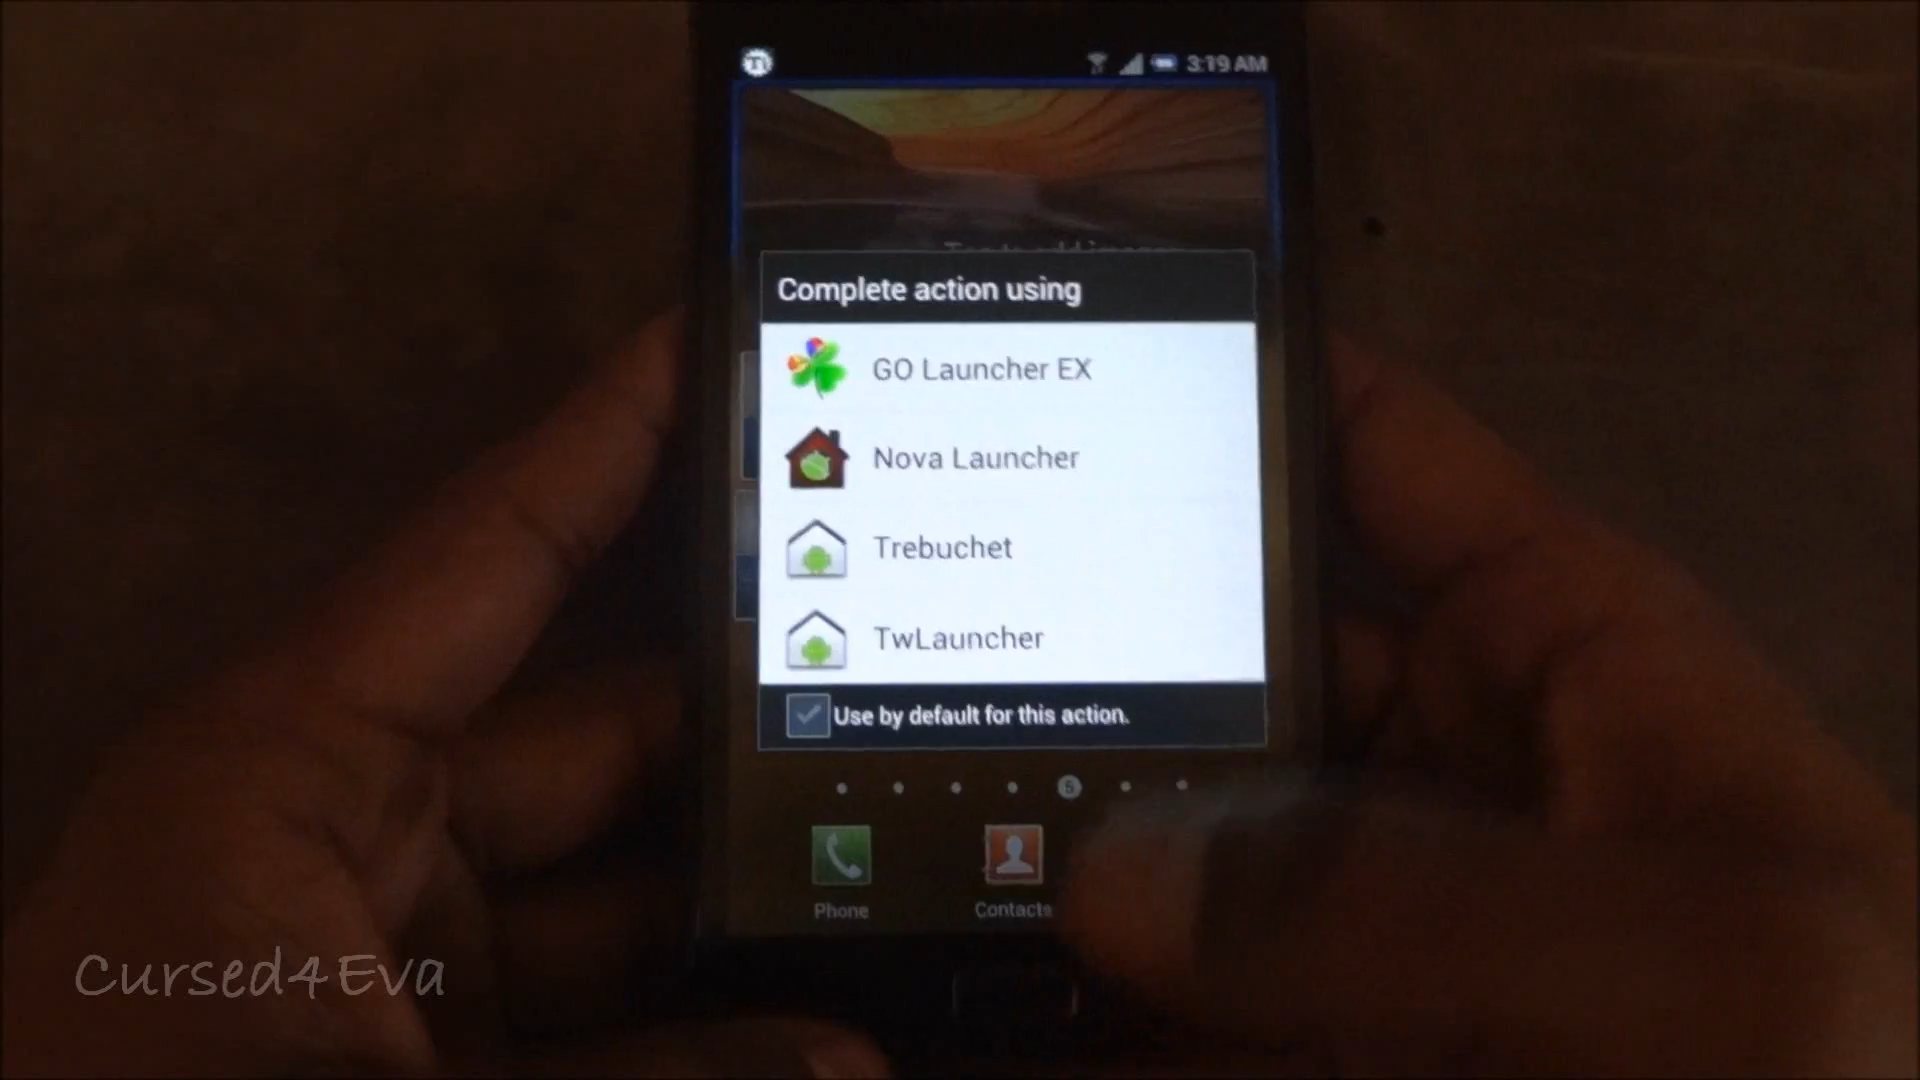 3:19 AM
Complete action using
GO Launcher EX
Nova Launcher
Trebuchet
TwLauncher
Use by default for this action.
5
Phone
Contacts
Cursed4Eva